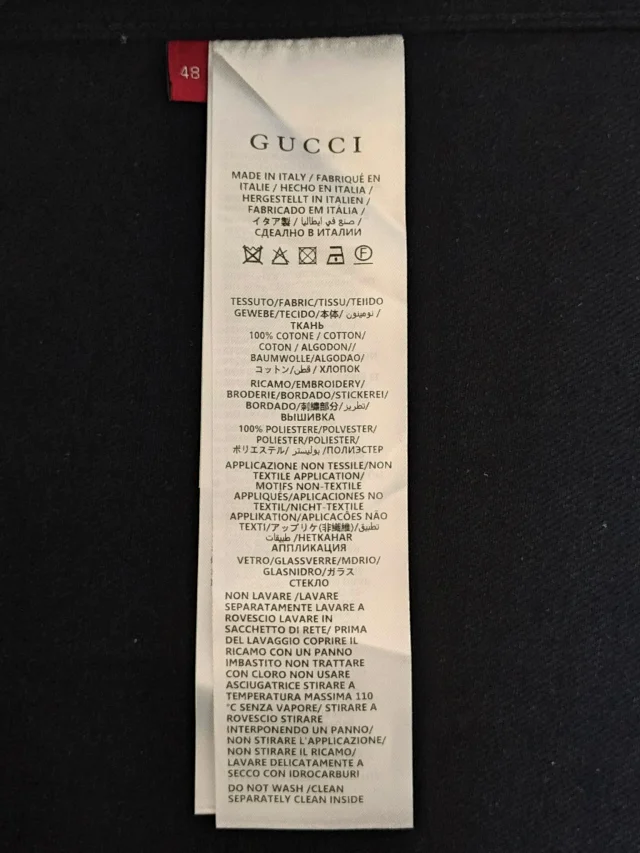 48
GUCCI
MADE IN ITALY / FABRIQUÉ EN
ITALIE / HECHO EN ITALIA /
HERGESTELLT IN ITALIEN /
FABRICADO EM ITÁLIA /
イタア製 / صنع في ايطاليا /
СДЕАЛНО В ИТАЛИИ
F
TESSUTO/FABRIC/TISSU/TEJIDO
GEWEBE/TECIDO/本体/ /
ТКАНЬ
100% COTONE / COTTON/
COTON / ALGODON//
BAUMWOLLE/ALGODAO/
コットン/قطن/ ХЛОПОК
RICAMO/EMBROIDERY/
BRODERIE/BORDADO/STICKEREI/
BORDADO/刺繍部分/تطريز/
ВЫШИВКА
100% POLIESTERE/POLVESTER/
POLIESTER/POLIESTER/
ポリエステル/ بوليستر /ПОЛИЭСТЕР
APPLICAZIONE NON TESSILE/NON
TEXTILE APPLICATION/
MOTIFS NON-TEXTILE
APPLIQUÉS/APLICACIONES NO
TEXTIL/NICHT-TEXTILE
APPLIKATION/APLICACÕES NÃO
TEXTI/アップリケ(非繊維)/تطبيق
طبيقات /НЕТКАНАR
АППЛИКАЦИЯ
VETRO/GLASSVERRE/MDRIO/
GLASNIDRO/ガラス
СТЕКЛО
NON LAVARE /LAVARE
SEPARATAMENTE LAVARE A
ROVESCIO LAVARE IN
SACCHETTO DI RETE/ PRIMA
DEL LAVAGGIO COPRIRE IL
RICAMO CON UN PANNO
IMBASTITO NON TRATTARE
CON CLORO NON USARE
ASCIUGATRICE STIRARE A
TEMPERATURA MASSIMA 110
°C SENZA VAPORE/ STIRARE A
ROVESCIO STIRARE
INTERPONENDO UN PANNO/
NON STIRARE L'APPLICAZIONE/
NON STIRARE IL RICAMO/
LAVARE DELICATAMENTE A
SECCO CON IDROCARBURI
DO NOT WASH /CLEAN
SEPARATELY CLEAN INSIDE